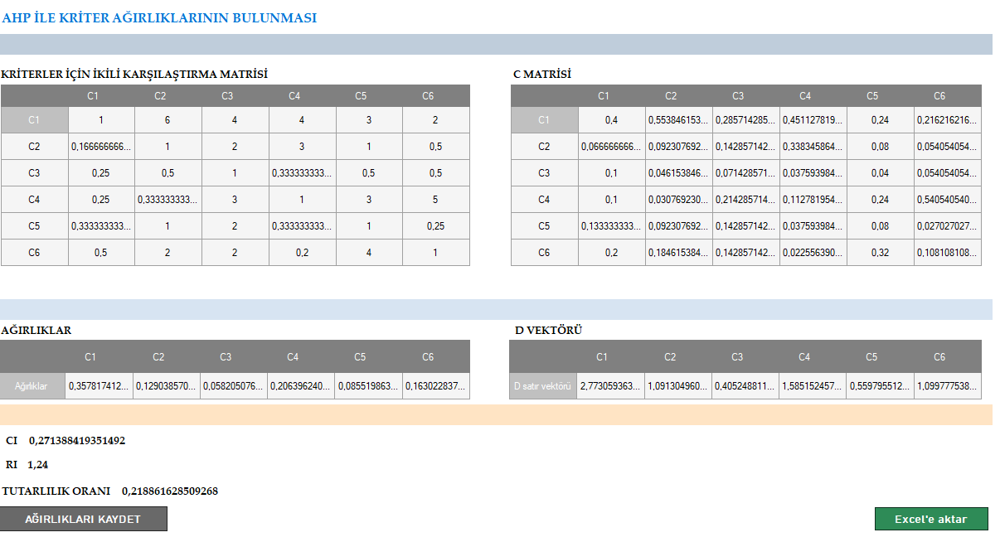 AHP İLE KRİTER AĞIRLIKLARININ BULUNMASI
KRİTERLER İÇİN İKİLİ KARŞILAŞTIRMA MATRİSİ
C1 C2 C3 C4 C5 C6
C1 1 6 4 4 3 2
C2 0,166666666... 1 2 3 1 0,5
C3 0,25 0,5 1 0,333333333... 0,5 0,5
C4 0,25 0,333333333... 3 1 3 5
C5 0,333333333... 1 2 0,333333333... 1 0,25
C6 0,5 2 2 0,2 4 1
C MATRİSİ
C1 C2 C3 C4 C5 C6
C1 0,4 0,553846153... 0,285714285... 0,451127819... 0,24 0,216216216...
C2 0,066666666... 0,092307692... 0,142857142... 0,338345864... 0,08 0,054054054...
C3 0,1 0,046153846... 0,071428571... 0,037593984... 0,04 0,054054054...
C4 0,1 0,030769230... 0,214285714... 0,112781954... 0,24 0,540540540...
C5 0,133333333... 0,092307692... 0,142857142... 0,037593984... 0,08 0,027027027...
C6 0,2 0,184615384... 0,142857142... 0,022556390... 0,32 0,108108108...
AĞIRLIKLAR
C1 C2 C3 C4 C5 C6
Ağırlıklar 0,357817412... 0,129038570... 0,058205076... 0,206396240... 0,085519863... 0,163022837...
D VEKTÖRÜ
C1 C2 C3 C4 C5 C6
D satır vektörü 2,773059363... 1,091304960... 0,405248811... 1,585152457... 0,559795512... 1,099777538...
CI 0,271388419351492
RI 1,24
TUTARLILIK ORANI 0,218861628509268
AĞIRLIKLARI KAYDET
Excel'e aktar